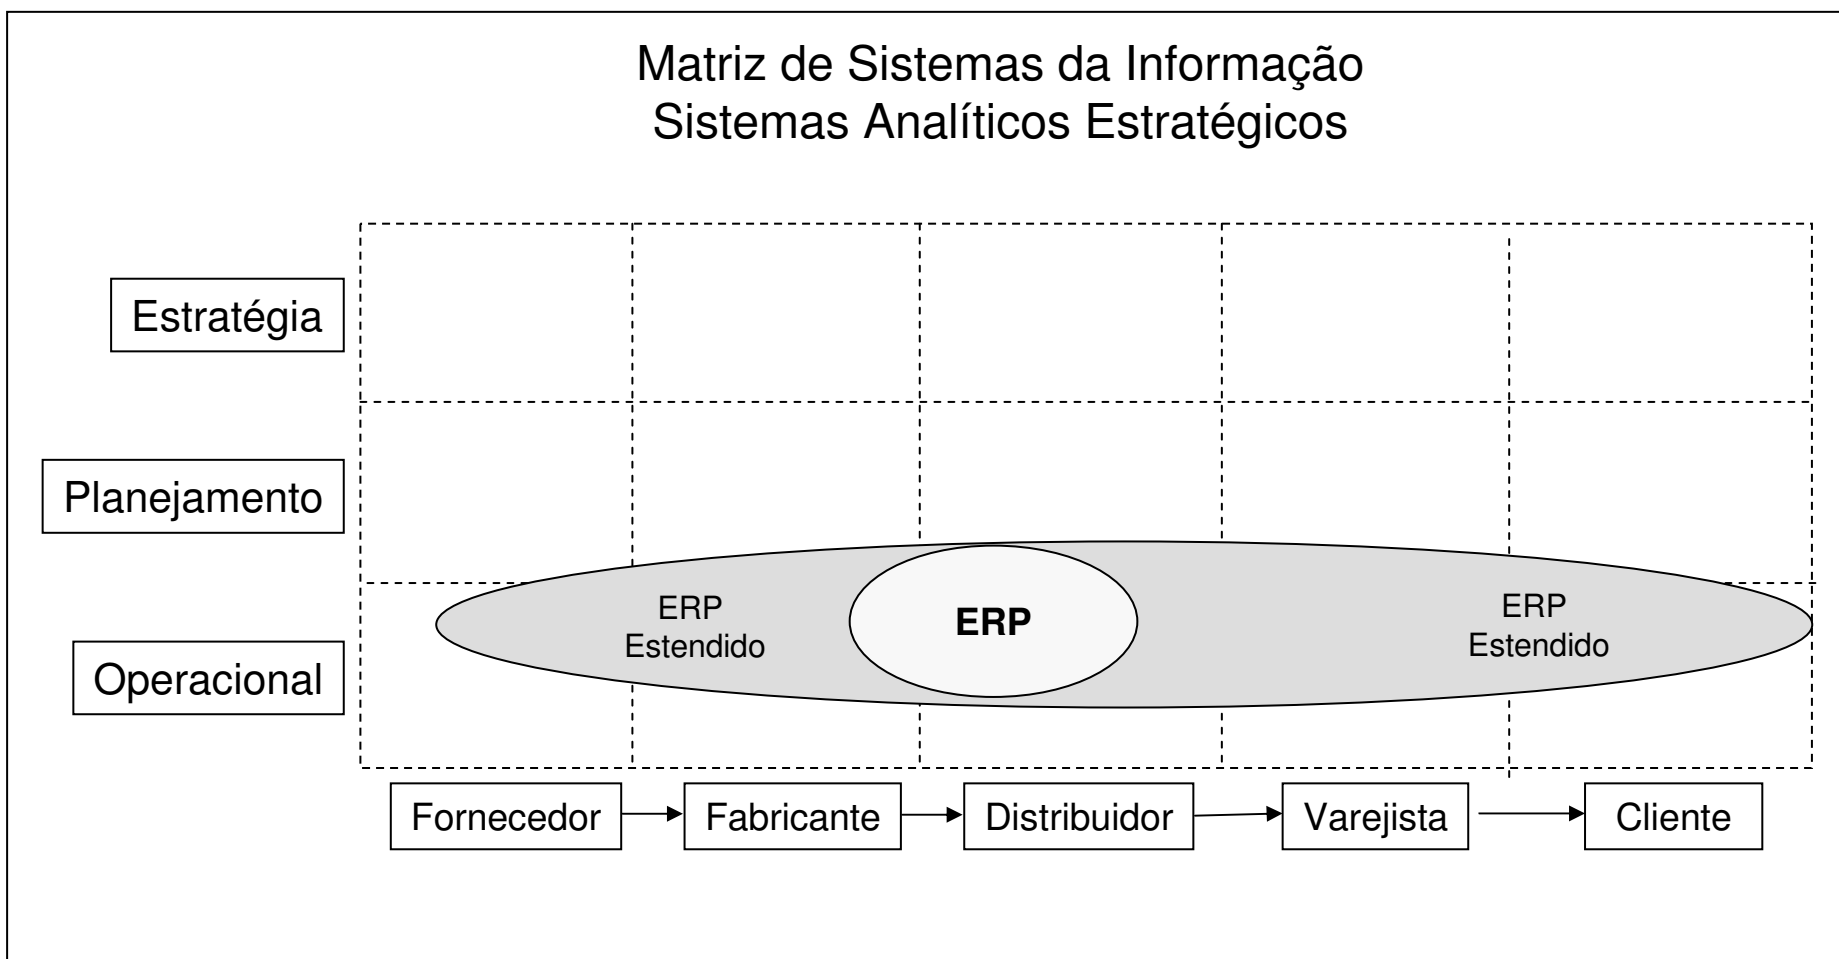 Matriz de Sistemas da Informação
Sistemas Analíticos Estratégicos
Estratégia
Planejamento
ERP
Estendido
ERP
ERP
Estendido
Operacional
Fornecedor
Fabricante
Distribuidor
Varejista
Cliente